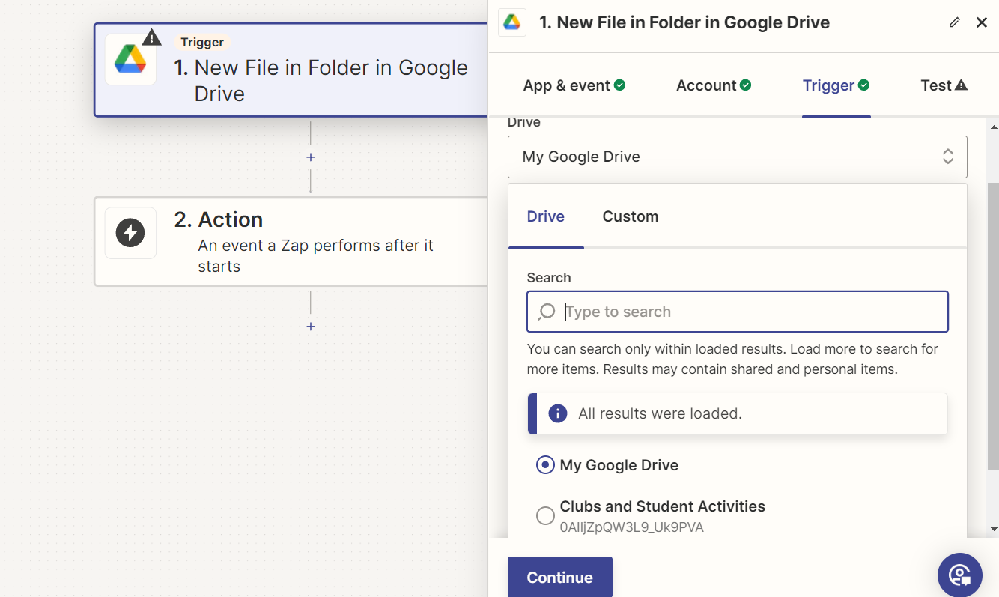 Trigger
1. New File in Folder in Google
Drive
2. Action
An event a Zap performs after it
starts
1. New File in Folder in Google Drive
App & event
Account
Trigger
Test
Drive
My Google Drive
Drive
Custom
Search
Type to search
You can search only within loaded results. Load more to search for
more items. Results may contain shared and personal items.
All results were loaded.
My Google Drive
Clubs and Student Activities
0AIljZpQW3L9_Uk9PVA
Continue